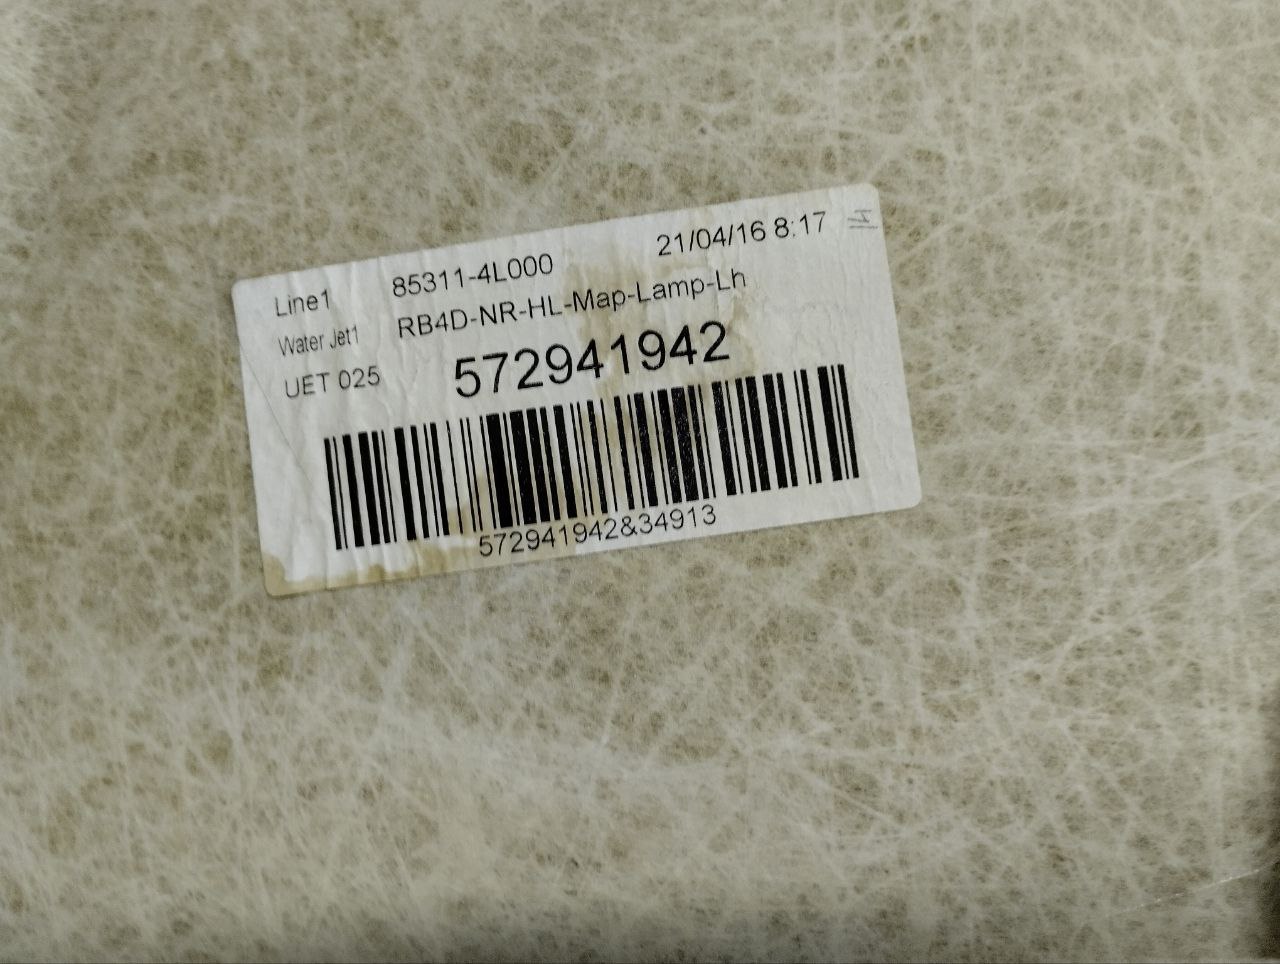 Line1 85311-4L000 21/04/16 8:17
Water Jet1 RB4D-NR-HL-Map-Lamp-Lh
UET 025 572941942
572941942&34913